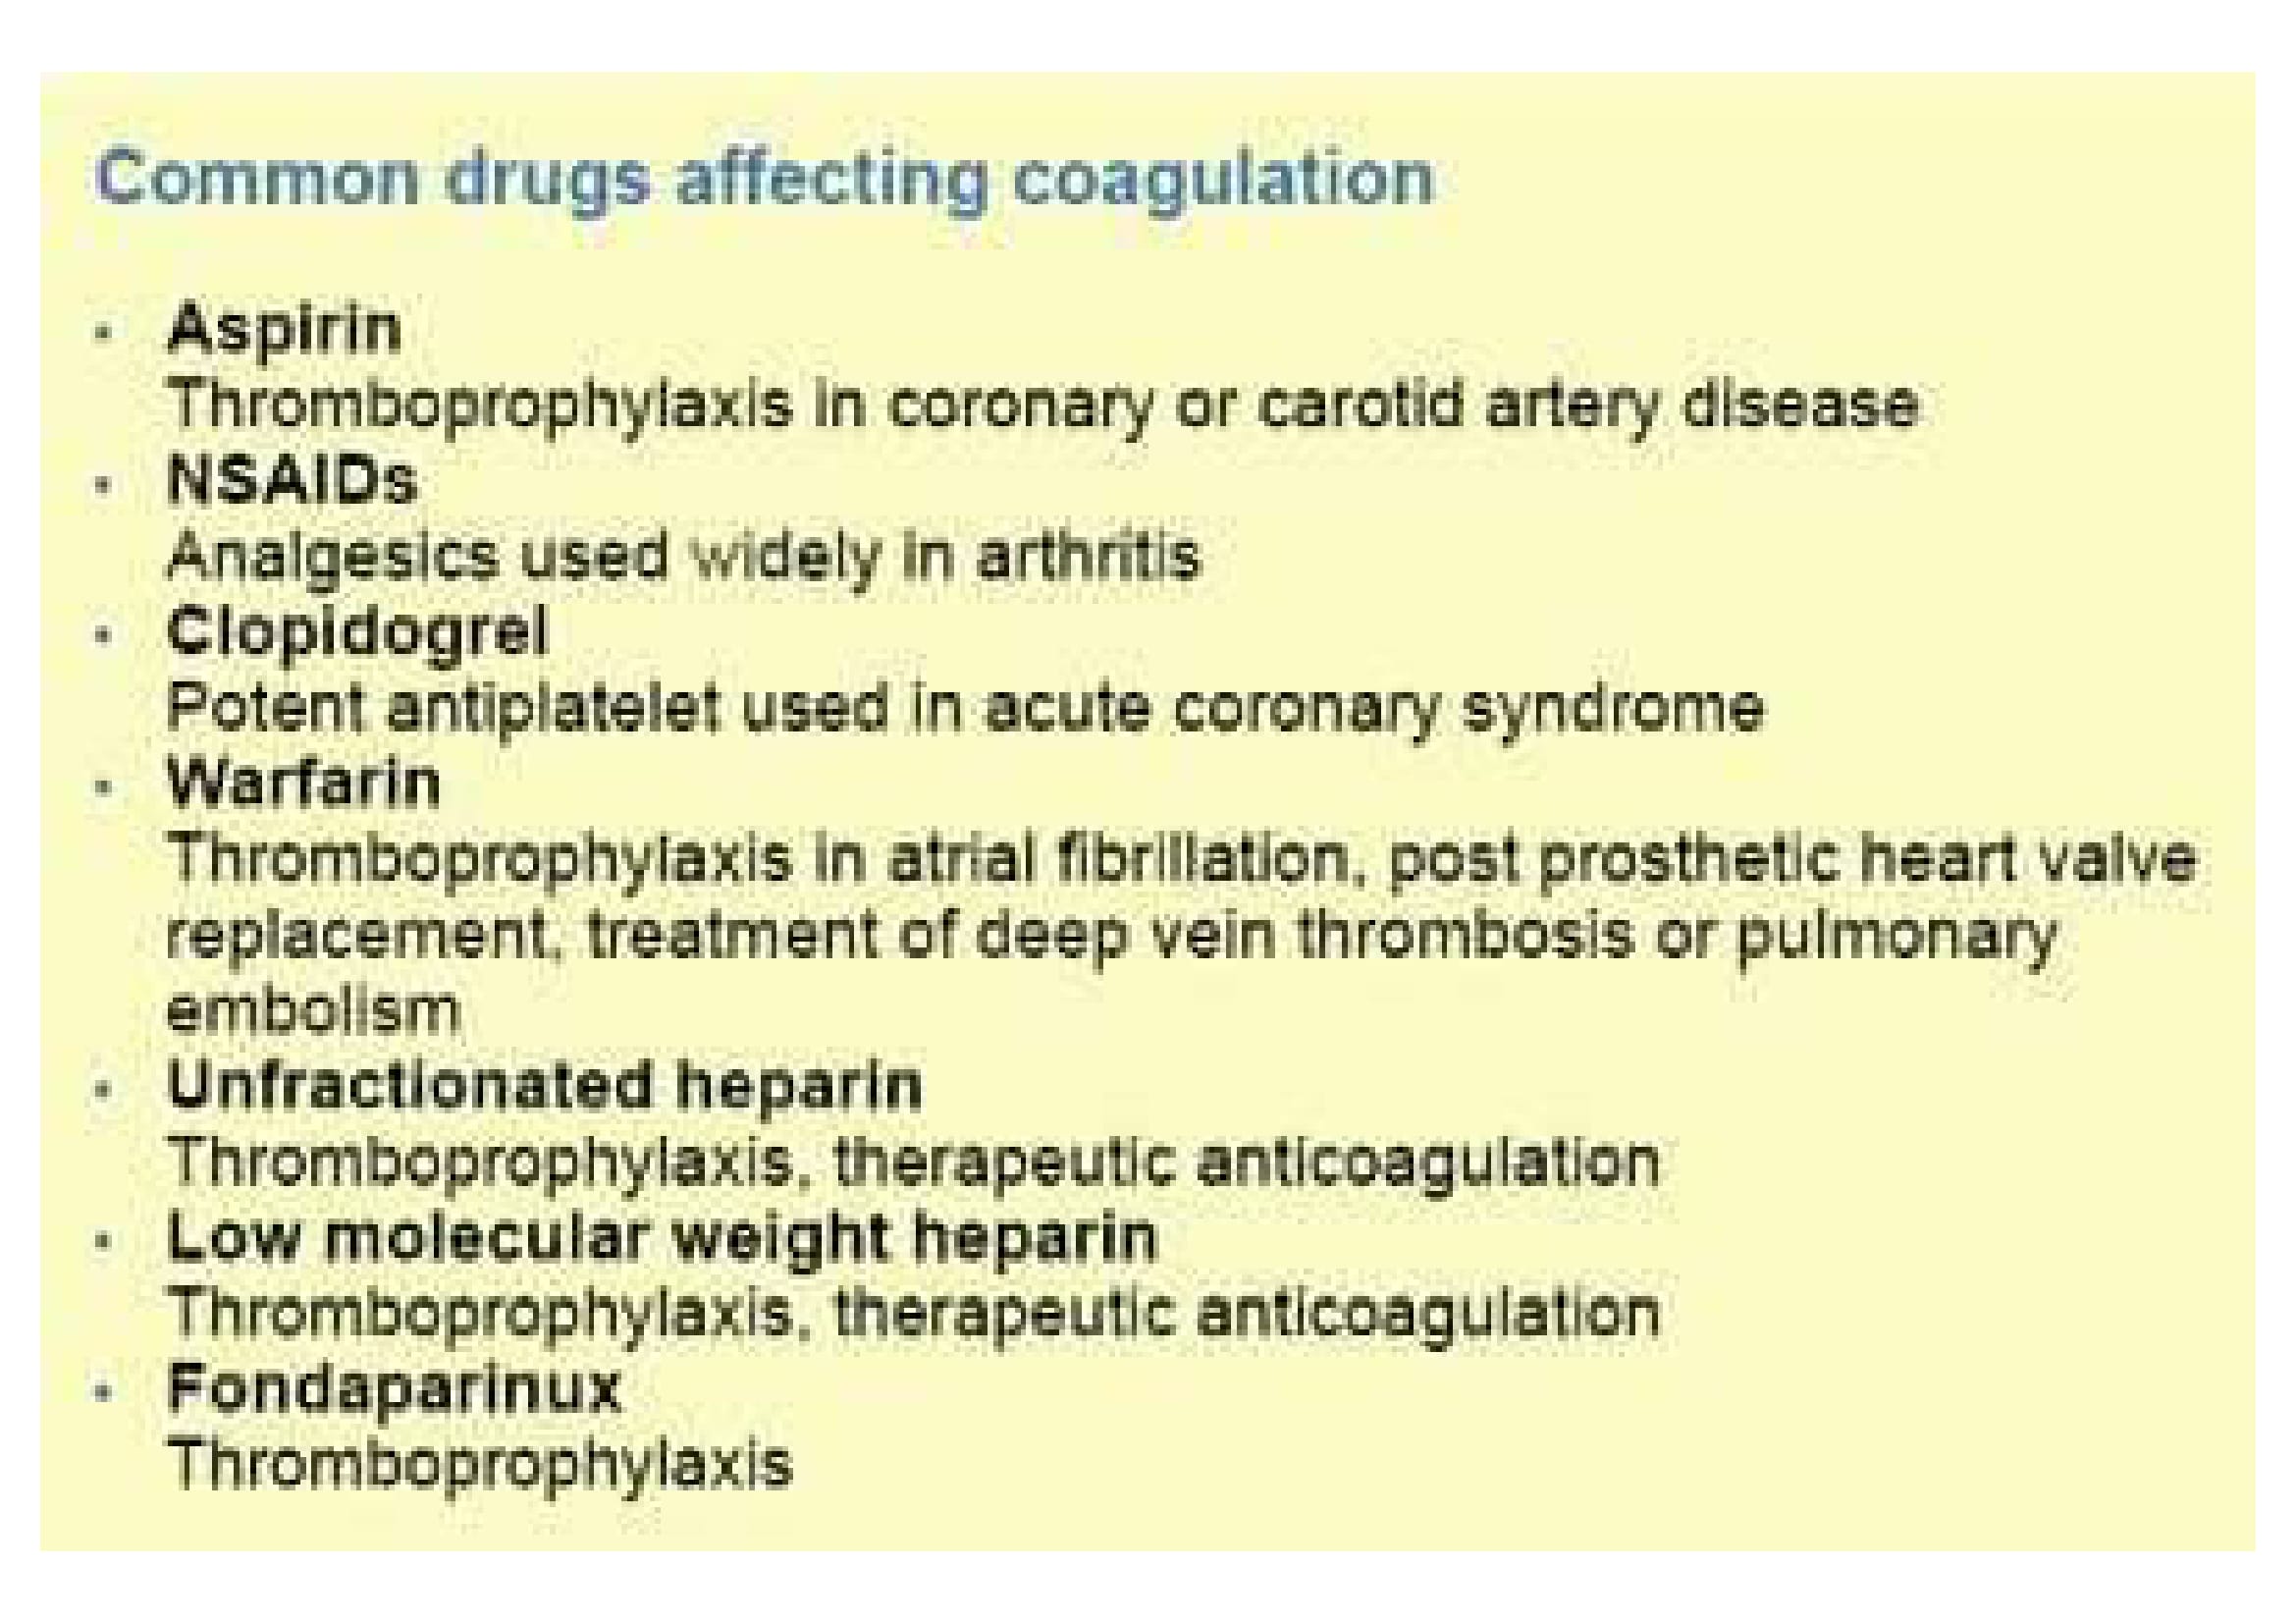 Common drugs affecting coagulation
• Aspirin
Thromboprophylaxis in coronary or carotid artery disease
• NSAIDs
Analgesics used widely in arthritis
• Clopidogrel
Potent antiplatelet used in acute coronary syndrome
• Warfarin
Thromboprophylaxis in atrial fibrillation, post prosthetic heart valve
replacement, treatment of deep vein thrombosis or pulmonary
embolism
• Unfractionated heparin
Thromboprophylaxis, therapeutic anticoagulation
• Low molecular weight heparin
Thromboprophylaxis, therapeutic anticoagulation
• Fondaparinux
Thromboprophylaxis